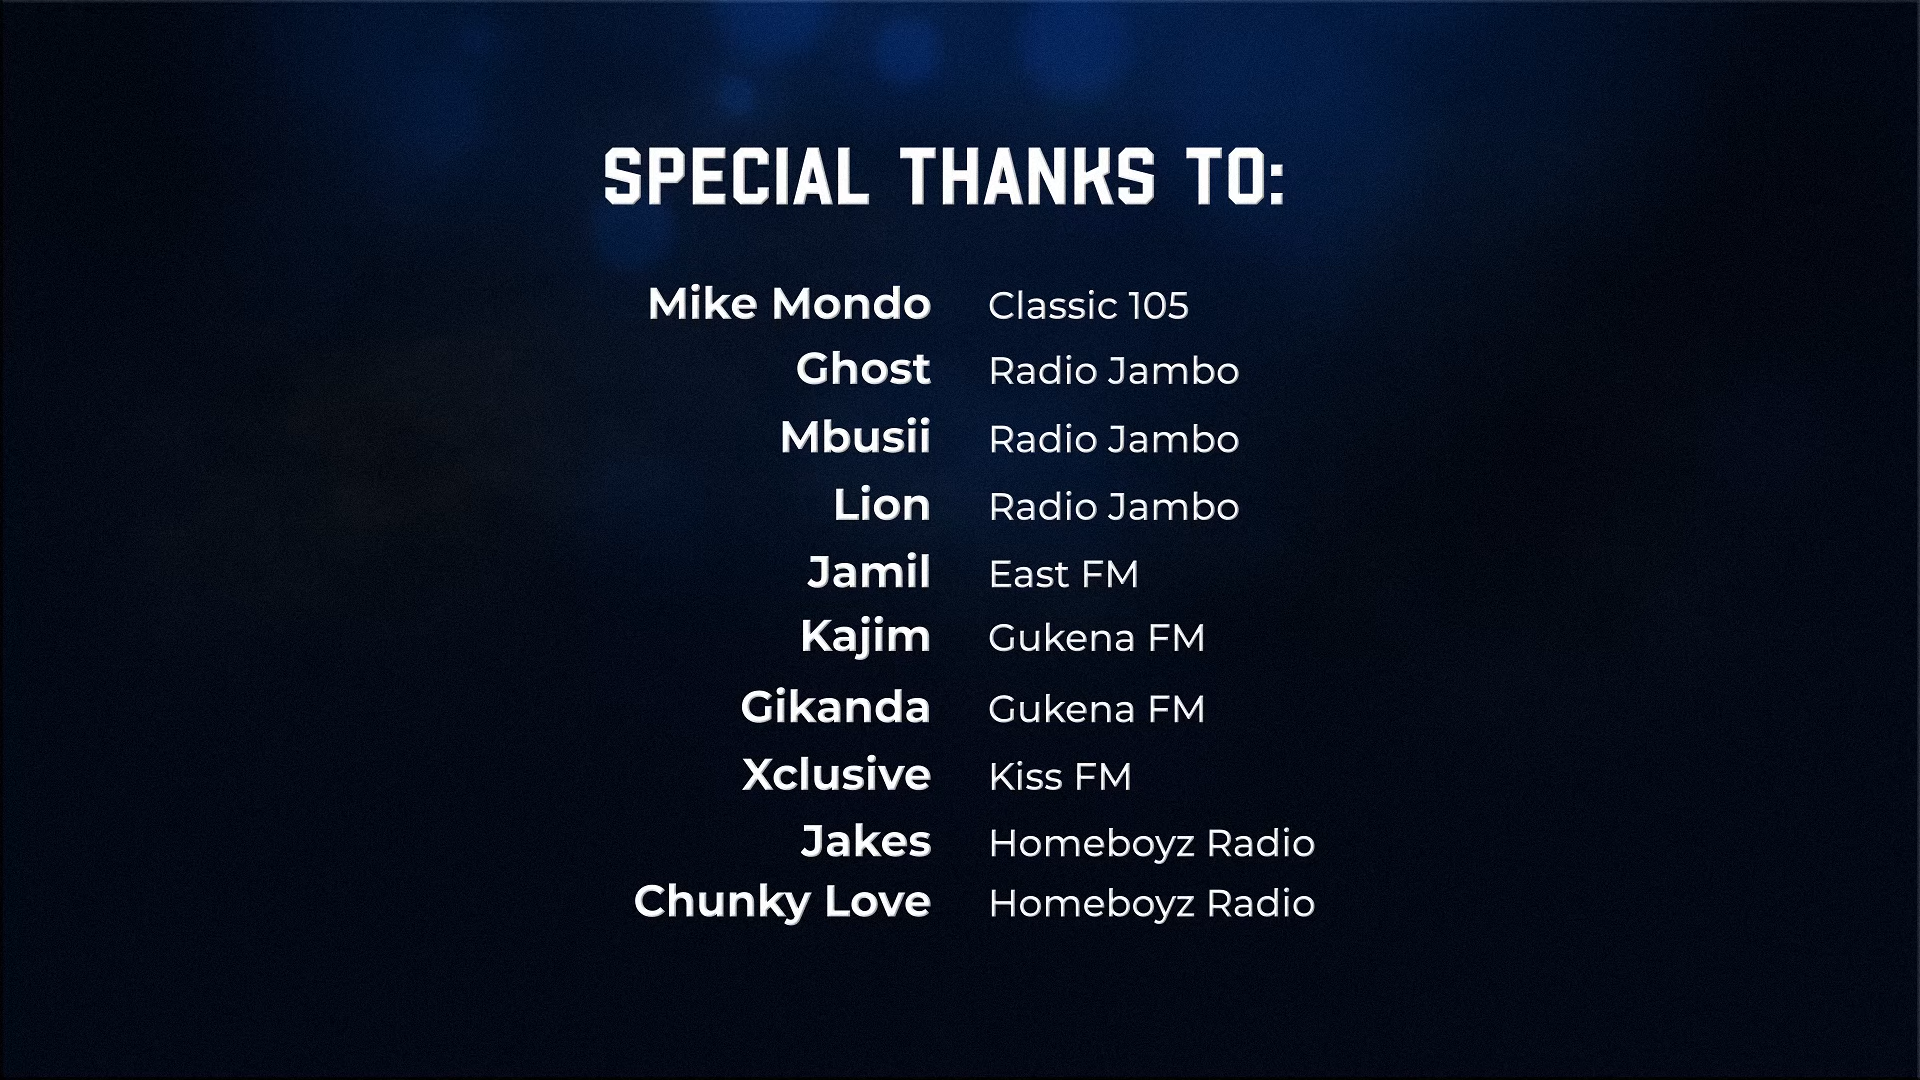 SPECIAL THANKS TO:
Mike Mondo Classic 105
Ghost Radio Jambo
Mbusii Radio Jambo
Lion Radio Jambo
Jamil East FM
Kajim Gukena FM
Gikanda Gukena FM
Xclusive Kiss FM
Jakes Homeboyz Radio
Chunky Love Homeboyz Radio